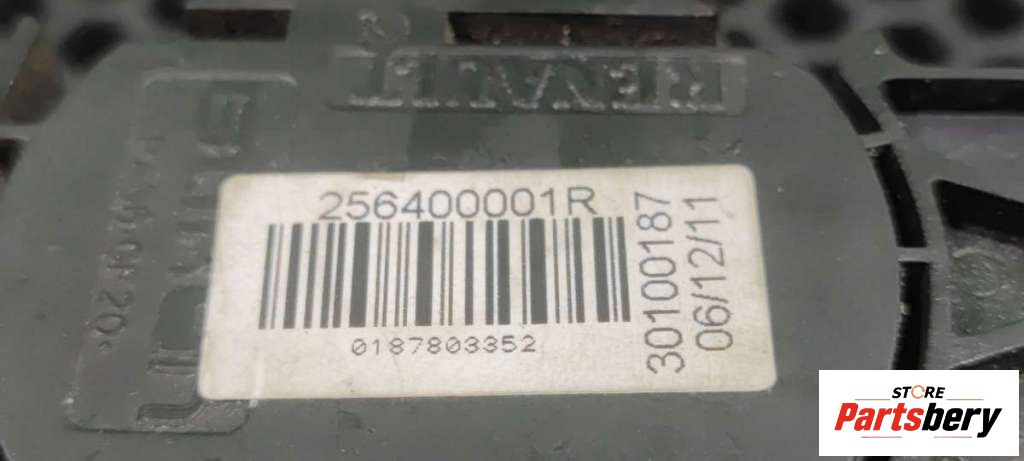 RENAULT
256400001R
0187803352
30100187
06/12/11
STORE
Partsbery